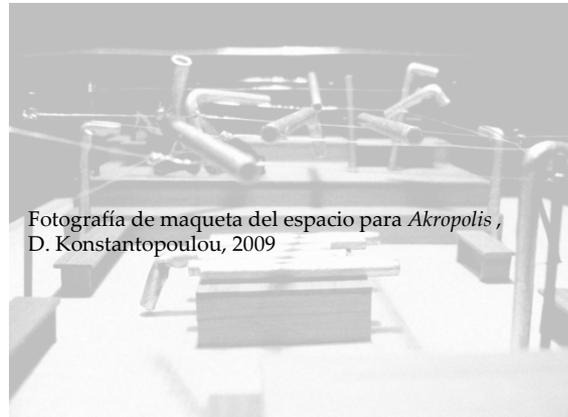 Fotografía de maqueta del espacio para Akropolis ,
D. Konstantopoulou, 2009